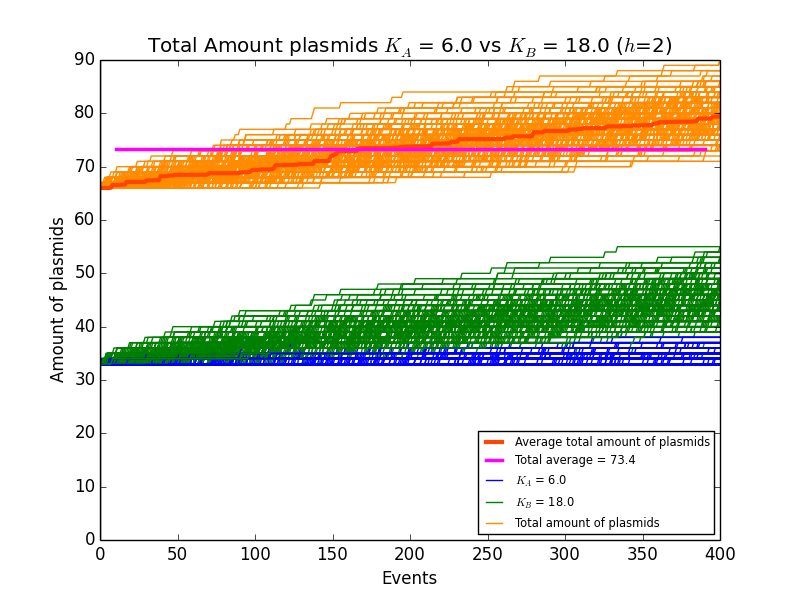 Total Amount plasmids K_A = 6.0 vs K_B = 18.0 (h=2)
90
80
70
60
50
40
30
20
10
0
Amount of plasmids
Average total amount of plasmids
Total average = 73.4
K_A = 6.0
K_B = 18.0
Total amount of plasmids
0 50 100 150 200 250 300 350 400
Events